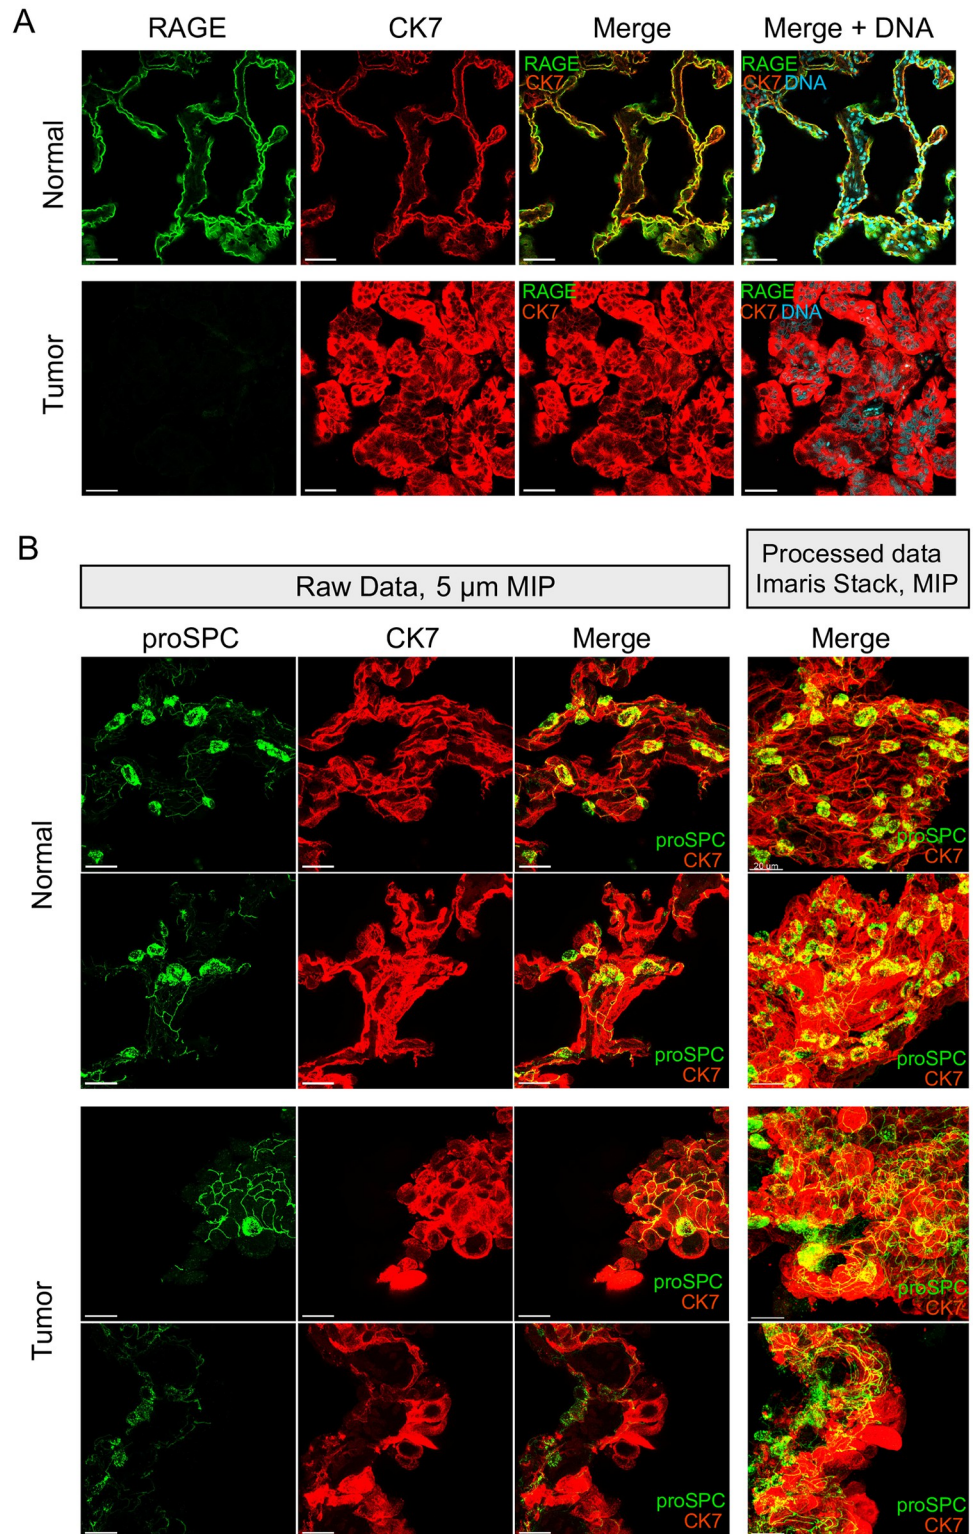 A
RAGE CK7 Merge Merge + DNA
Normal
RAGE
CK7
RAGE
CK7 DNA
Tumor
RAGE
CK7
RAGE
CK7 DNA
B
Raw Data, 5 µm MIP
Processed data
Imaris Stack, MIP
proSPC CK7 Merge Merge
Normal
proSPC
CK7
proSPC
CK7
20 um
proSPC
CK7
proSPC
CK7
Tumor
proSPC
CK7
proSPC
CK7
proSPC
CK7
proSPC
CK7